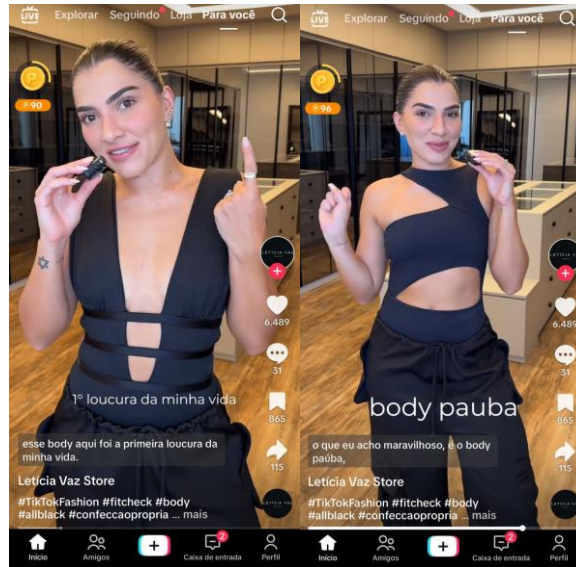 LIVE
Explorar Seguindo Loja Para você
P
P 90
LETÍCIA VAZ
6.489
31
865
115
1º loucura da minha vida
esse body aqui foi a primeira loucura da
minha vida.
Letícia Vaz Store
#TikTokFashion #fitcheck #body
#allblack #confeccaopropria ... mais
Início
Amigos
2
Caixa de entrada
Perfil
LIVE
Explorar Seguindo Loja Para você
P
P 96
LETÍCIA VAZ
6.489
31
865
115
body pauba
o que eu acho maravilhoso, é o body
paúba,
Letícia Vaz Store
#TikTokFashion #fitcheck #body
#allblack #confeccaopropria ... mais
Início
Amigos
2
Caixa de entrada
Perfil